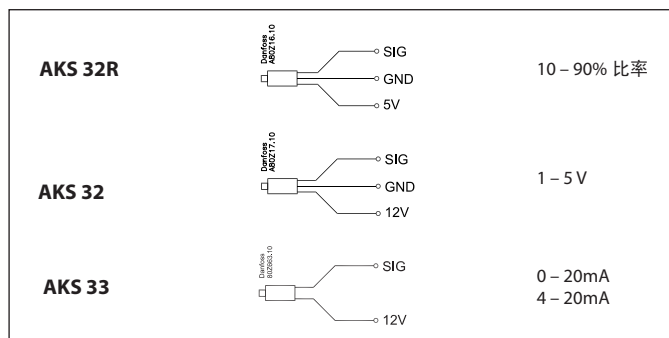 AKS 32R
Danfoss
A80Z16.10
SIG
GND
5V
10 – 90% 比率
AKS 32
Danfoss
A80Z17.10
SIG
GND
12V
1 – 5 V
AKS 33
Danfoss
80Z663.10
SIG
12V
0 – 20mA
4 – 20mA